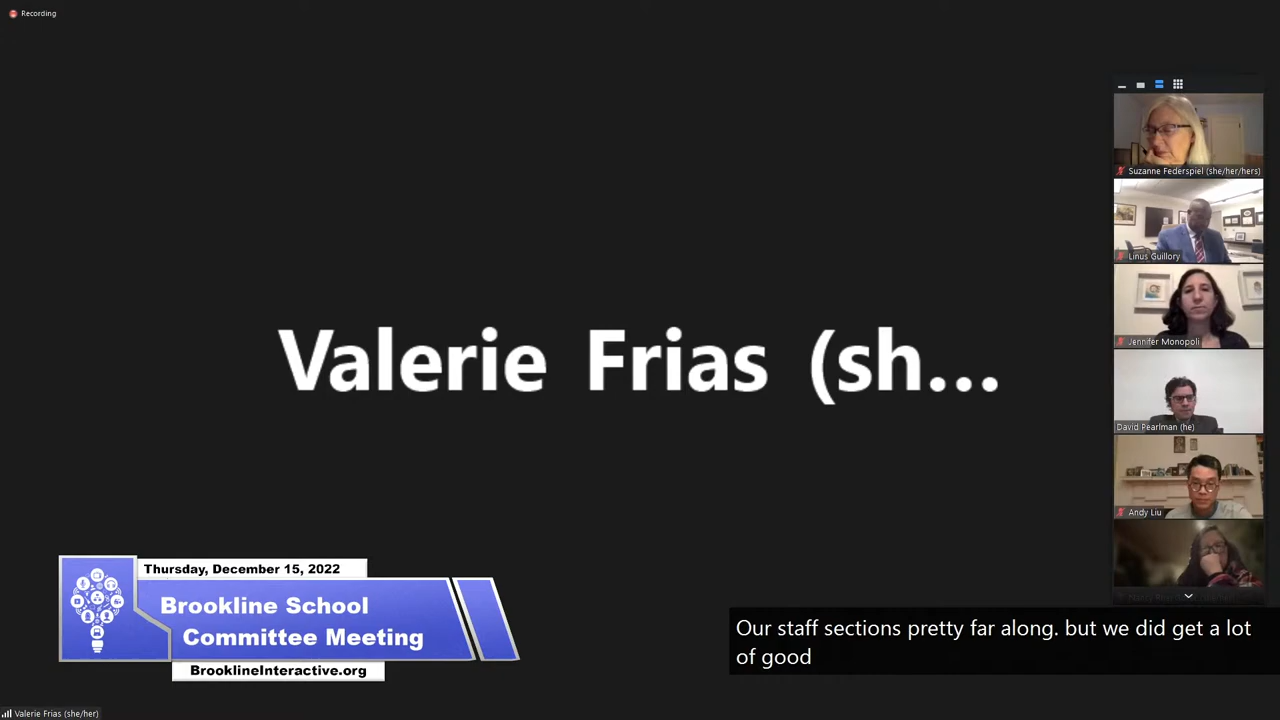 Recording
Suzanne Federspiel (she/her/hers)
Linus Guillory
Jennifer Monopoli
Valerie Frias (sh...
David Pearlman (he)
Andy Liu
Thursday, December 15, 2022
Brookline School
Committee Meeting
BrooklineInteractive.org
Our staff sections pretty far along. but we did get a lot
of good
Valerie Frias (she/her)